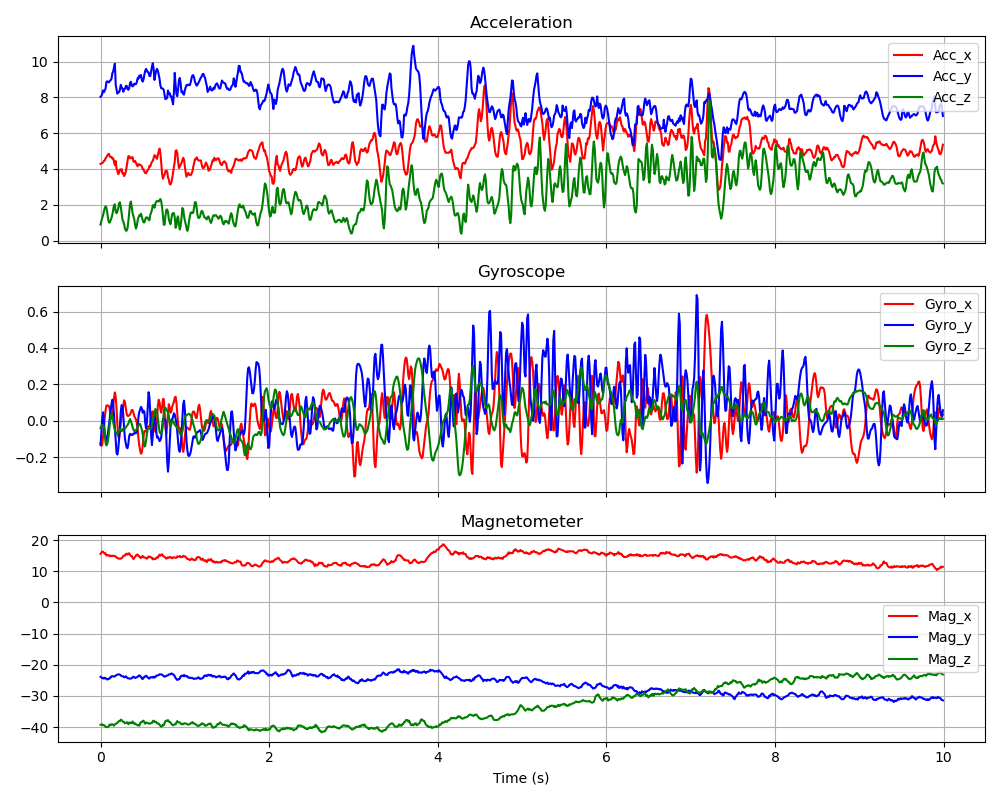 Acceleration
10
8
6
4
2
0
Acc_x
Acc_y
Acc_z
Gyroscope
0.6
0.4
0.2
0.0
−0.2
Gyro_x
Gyro_y
Gyro_z
Magnetometer
20
10
0
−10
−20
−30
−40
Mag_x
Mag_y
Mag_z
0 2 4 6 8 10
Time (s)